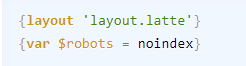 {layout 'layout.latte'}
{var $robots = noindex}